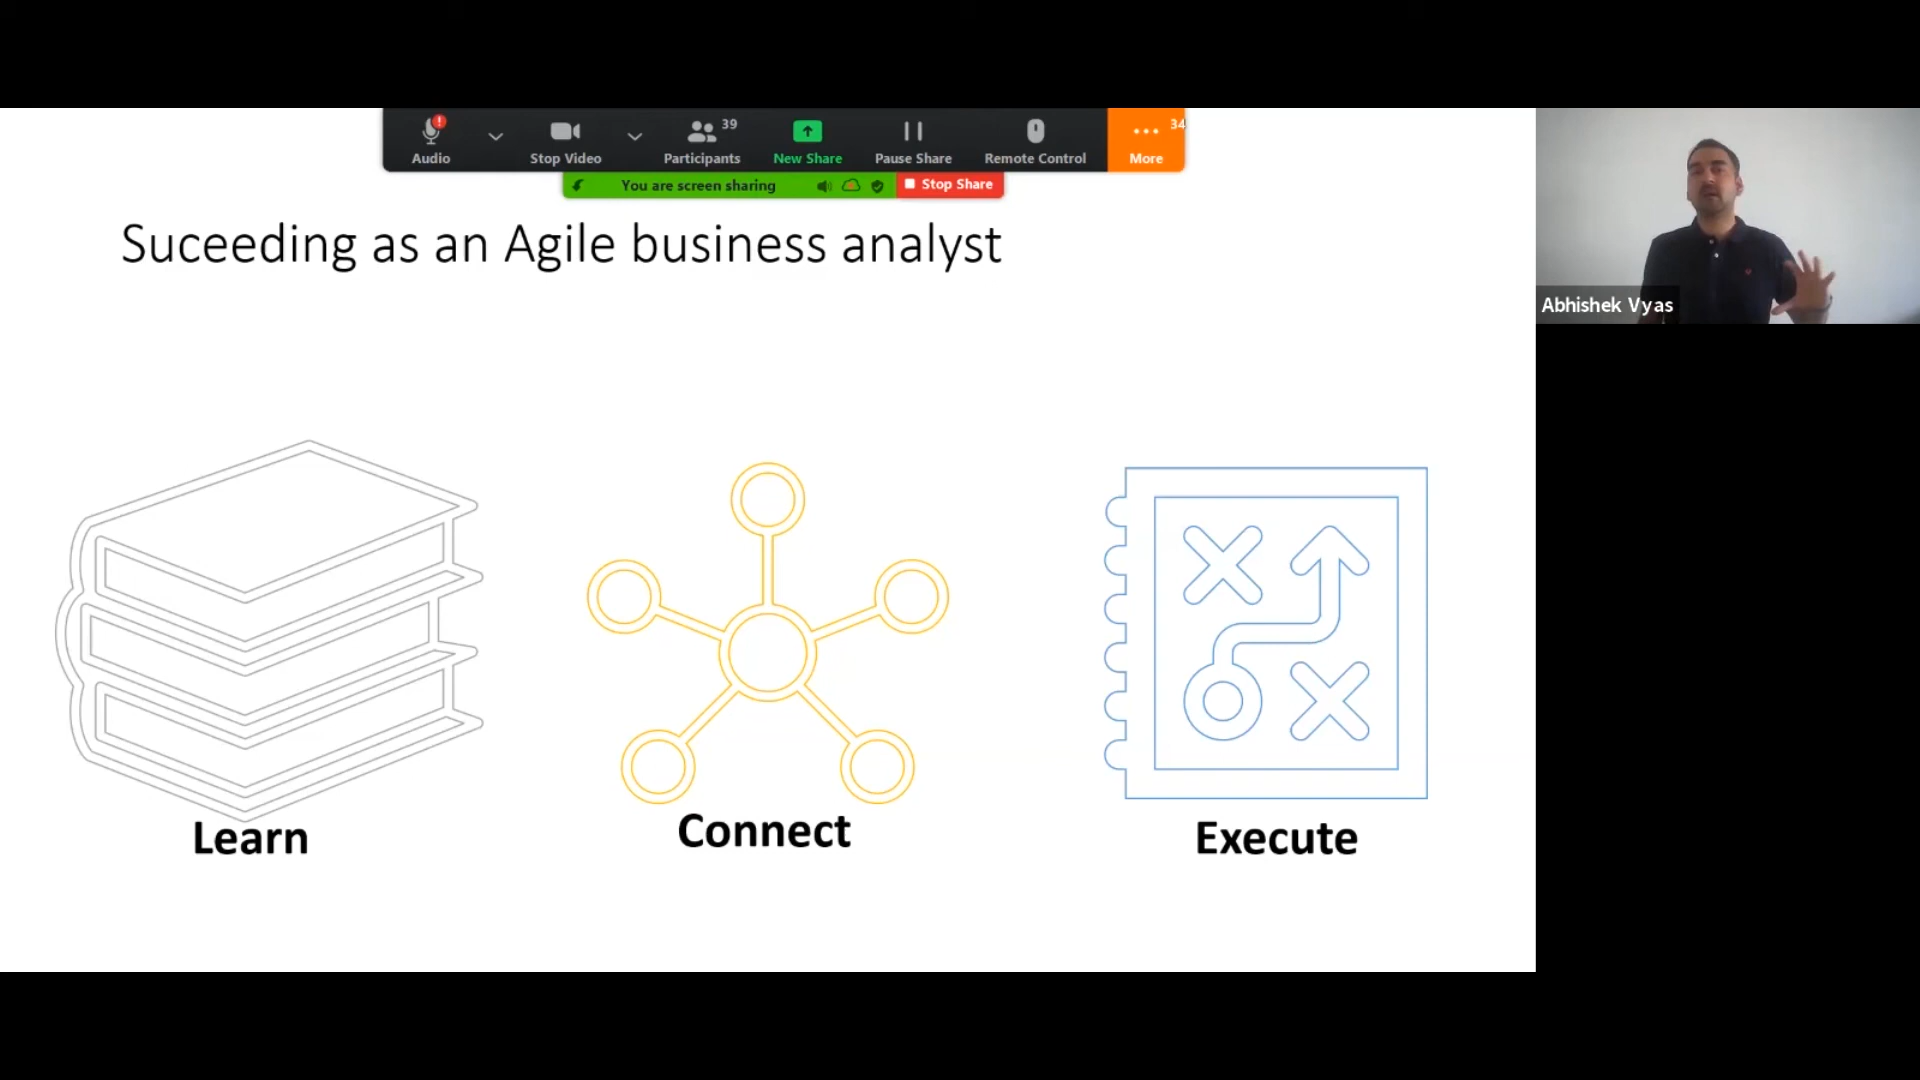 39
34
Audio
Stop Video
Participants
New Share
Pause Share
Remote Control
More
You are screen sharing
Stop Share
Suceeding as an Agile business analyst
Abhishek Vyas
Learn
Connect
Execute